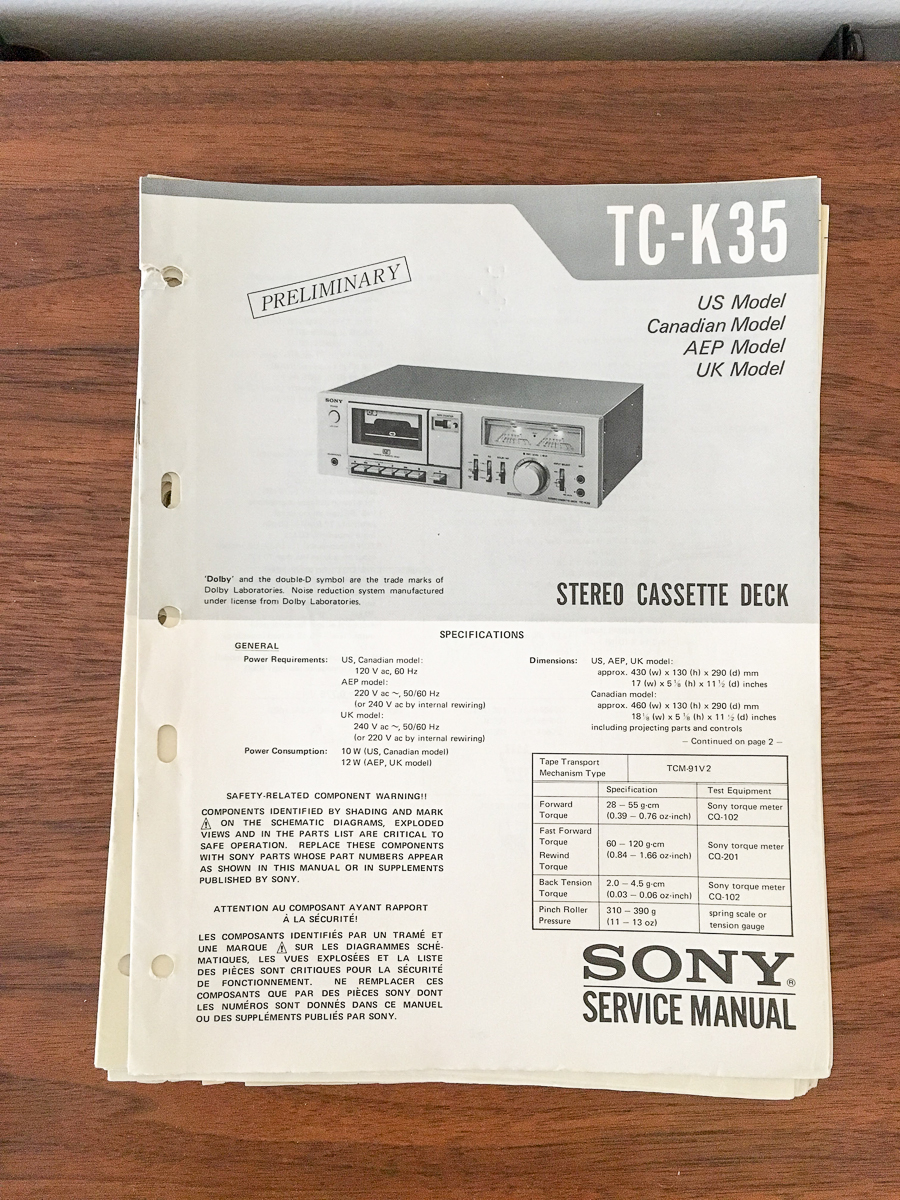 TC-K35
PRELIMINARY
US Model
Canadian Model
AEP Model
UK Model
SONY
'Dolby' and the double-D symbol are the trade marks of
Dolby Laboratories. Noise reduction system manufactured
under license from Dolby Laboratories.
STEREO CASSETTE DECK
SPECIFICATIONS
GENERAL
Power Requirements: US, Canadian model:
120 V ac, 60 Hz
AEP model:
220 V ac ~, 50/60 Hz
(or 240 V ac by internal rewiring)
UK model:
240 V ac ~, 50/60 Hz
(or 220 V ac by internal rewiring)
Power Consumption: 10 W (US, Canadian model)
12 W (AEP, UK model)
SAFETY-RELATED COMPONENT WARNING!!
COMPONENTS IDENTIFIED BY SHADING AND MARK
⚠ ON THE SCHEMATIC DIAGRAMS, EXPLODED
VIEWS AND IN THE PARTS LIST ARE CRITICAL TO
SAFE OPERATION. REPLACE THESE COMPONENTS
WITH SONY PARTS WHOSE PART NUMBERS APPEAR
AS SHOWN IN THIS MANUAL OR IN SUPPLEMENTS
PUBLISHED BY SONY.
ATTENTION AU COMPOSANT AYANT RAPPORT
À LA SÉCURITÉ!
LES COMPOSANTS IDENTIFIÉS PAR UN TRAMÉ ET
UNE MARQUE ⚠ SUR LES DIAGRAMMES SCHÉ-
MATIQUES, LES VUES EXPLOSÉES ET LA LISTE
DES PIÈCES SONT CRITIQUES POUR LA SÉCURITÉ
DE FONCTIONNEMENT. NE REMPLACER CES
COMPOSANTS QUE PAR DES PIÈCES SONY DONT
LES NUMÉROS SONT DONNÉS DANS CE MANUEL
OU DES SUPPLÉMENTS PUBLIÉS PAR SONY.
Dimensions: US, AEP, UK model:
approx. 430 (w) x 130 (h) x 290 (d) mm
17 (w) x 5 1/8 (h) x 11 1/2 (d) inches
Canadian model:
approx. 460 (w) x 130 (h) x 290 (d) mm
18 1/8 (w) x 5 1/8 (h) x 11 1/2 (d) inches
including projecting parts and controls
— Continued on page 2 —
Tape Transport
Mechanism Type
TCM-91V2
Specification Test Equipment
Forward
Torque
28 – 55 g·cm
(0.39 – 0.76 oz-inch)
Sony torque meter
CQ-102
Fast Forward
Torque
Rewind
Torque
60 – 120 g·cm
(0.84 – 1.66 oz-inch)
Sony torque meter
CQ-201
Back Tension
Torque
2.0 – 4.5 g·cm
(0.03 – 0.06 oz-inch)
Sony torque meter
CQ-102
Pinch Roller
Pressure
310 – 390 g
(11 – 13 oz)
spring scale or
tension gauge
SONY®
SERVICE MANUAL